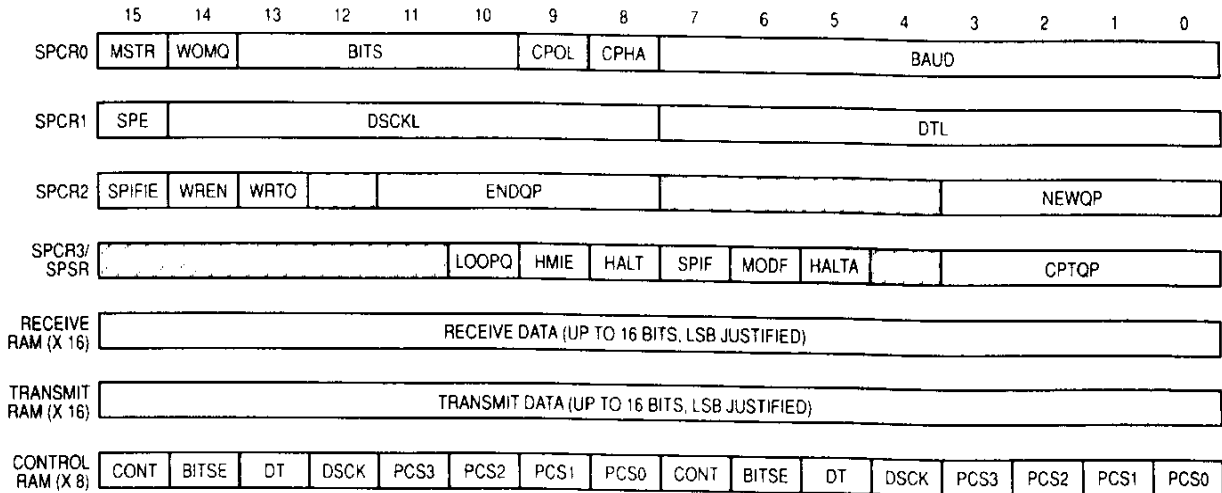 15 14 13 12 11 10 9 8 7 6 5 4 3 2 1 0
SPCR0 MSTR WOMQ BITS CPOL CPHA BAUD
SPCR1 SPE DSCKL DTL
SPCR2 SPIFIE WREN WRTO ENDQP NEWQP
SPCR3/
SPSR LOOPQ HMIE HALT SPIF MODF HALTA CPTQP
RECEIVE
RAM (X 16) RECEIVE DATA (UP TO 16 BITS, LSB JUSTIFIED)
TRANSMIT
RAM (X 16) TRANSMIT DATA (UP TO 16 BITS, LSB JUSTIFIED)
CONTROL
RAM (X 8) CONT BITSE DT DSCK PCS3 PCS2 PCS1 PCS0 CONT BITSE DT DSCK PCS3 PCS2 PCS1 PCS0